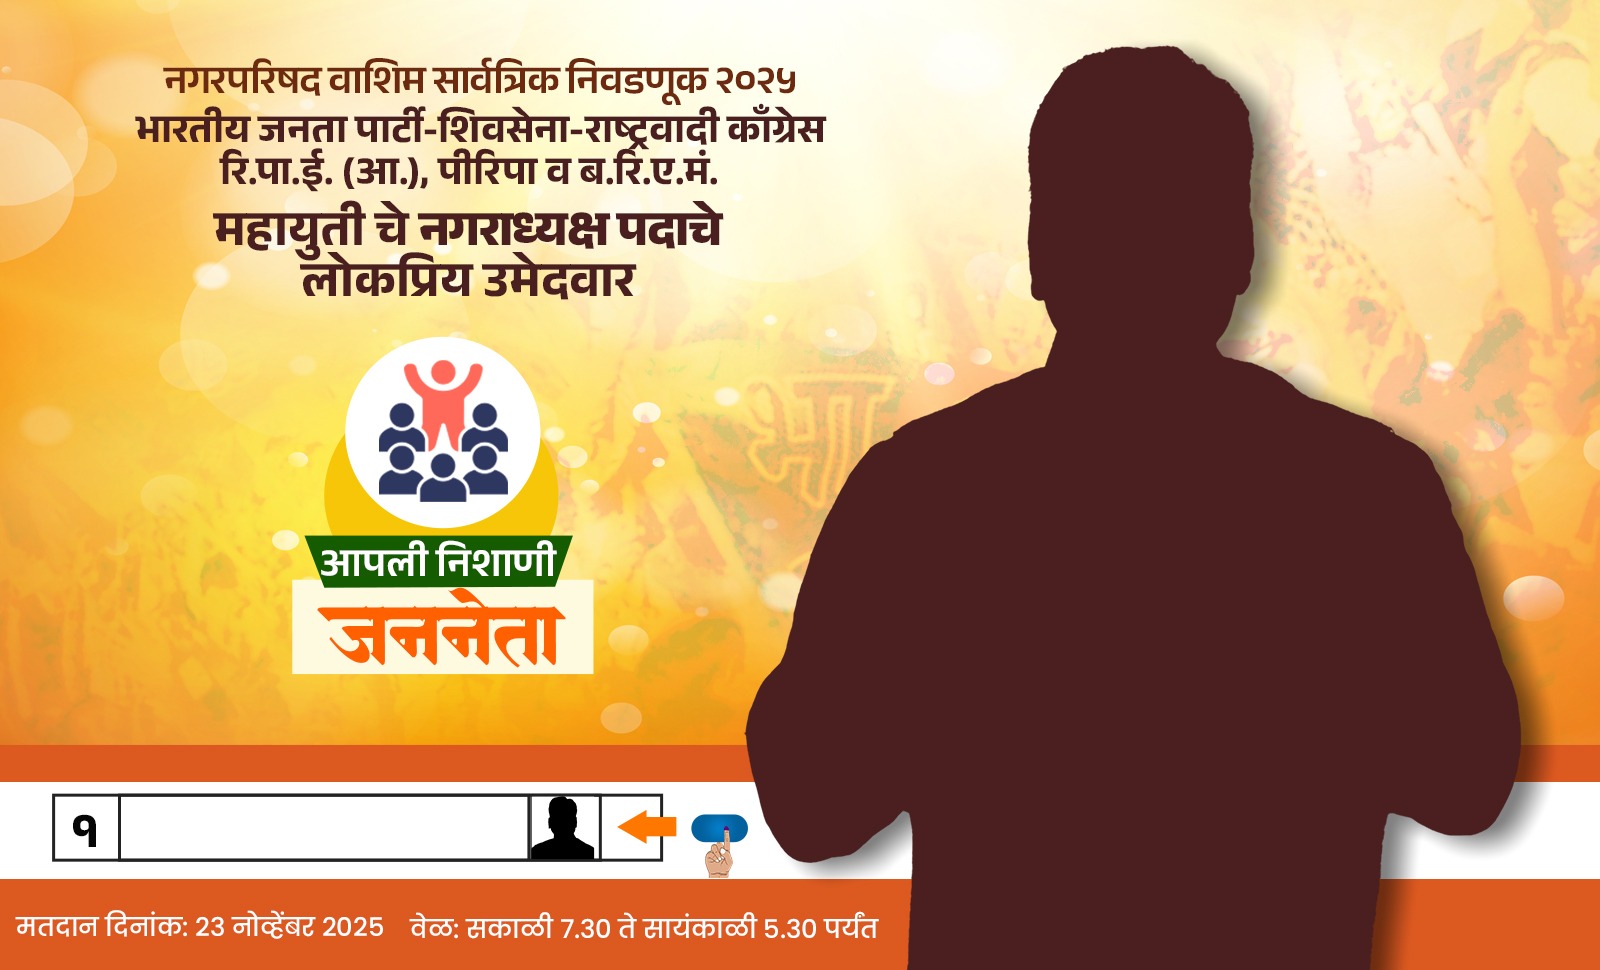 नगरपरिषद वाशिम सार्वत्रिक निवडणूक २०२५
भारतीय जनता पार्टी-शिवसेना-राष्ट्रवादी काँग्रेस
रि.पा.ई. (आ.), पीरिपा व ब.रि.ए.मं.
महायुती चे नगराध्यक्ष पदाचे
लोकप्रिय उमेदवार
भा
आपली निशाणी
जननेता
१
मतदान दिनांक: 23 नोव्हेंबर 2025 वेळ: सकाळी 7.30 ते सायंकाळी 5.30 पर्यंत